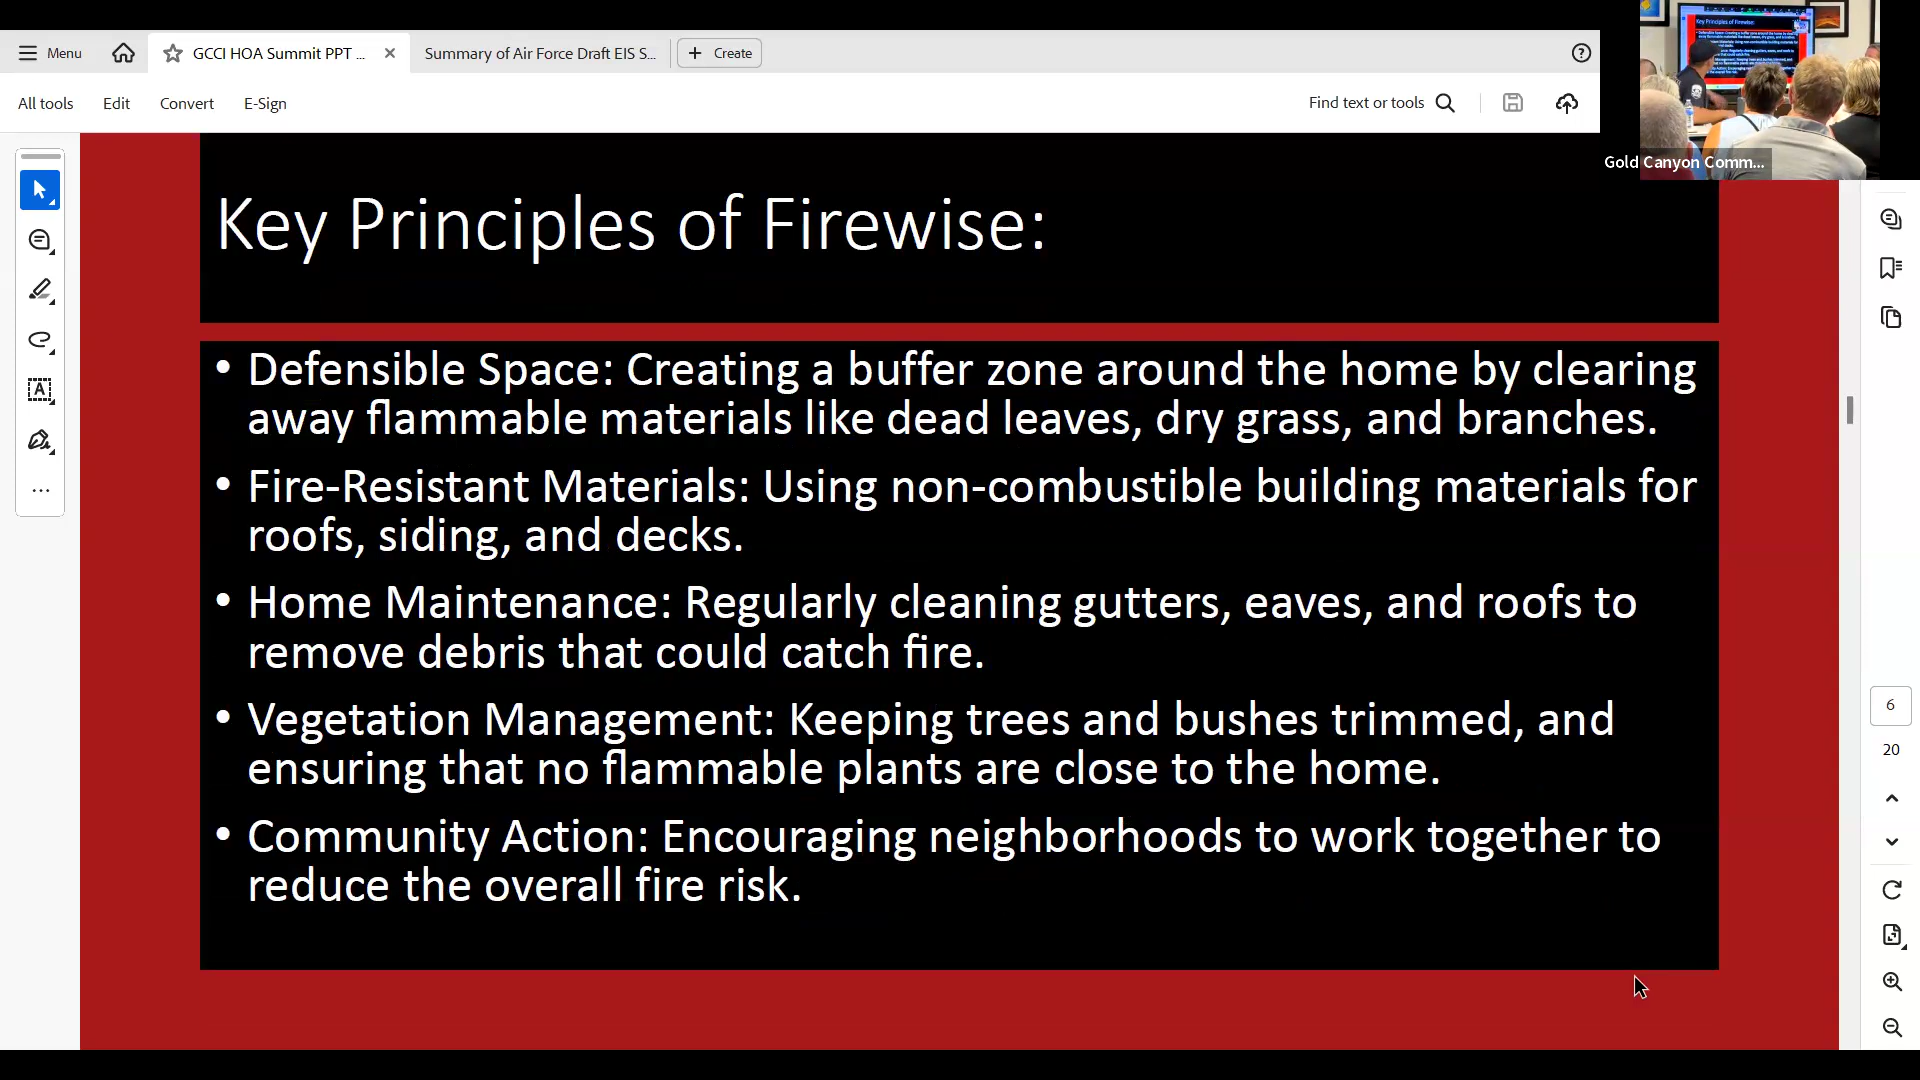 Menu
GCCI HOA Summit PPT ...
Summary of Air Force Draft EIS S...
Create
All tools
Edit
Convert
E-Sign
Find text or tools
Gold Canyon Comm...
Key Principles of Firewise:
Key Principles of Firewise:
• Defensible Space: Creating a buffer zone around the home by clearing
away flammable materials like dead leaves, dry grass, and branches.
• Fire-Resistant Materials: Using non-combustible building materials for
roofs, siding, and decks.
• Home Maintenance: Regularly cleaning gutters, eaves, and roofs to
remove debris that could catch fire.
• Vegetation Management: Keeping trees and bushes trimmed, and
ensuring that no flammable plants are close to the home.
• Community Action: Encouraging neighborhoods to work together to
reduce the overall fire risk.
6
20